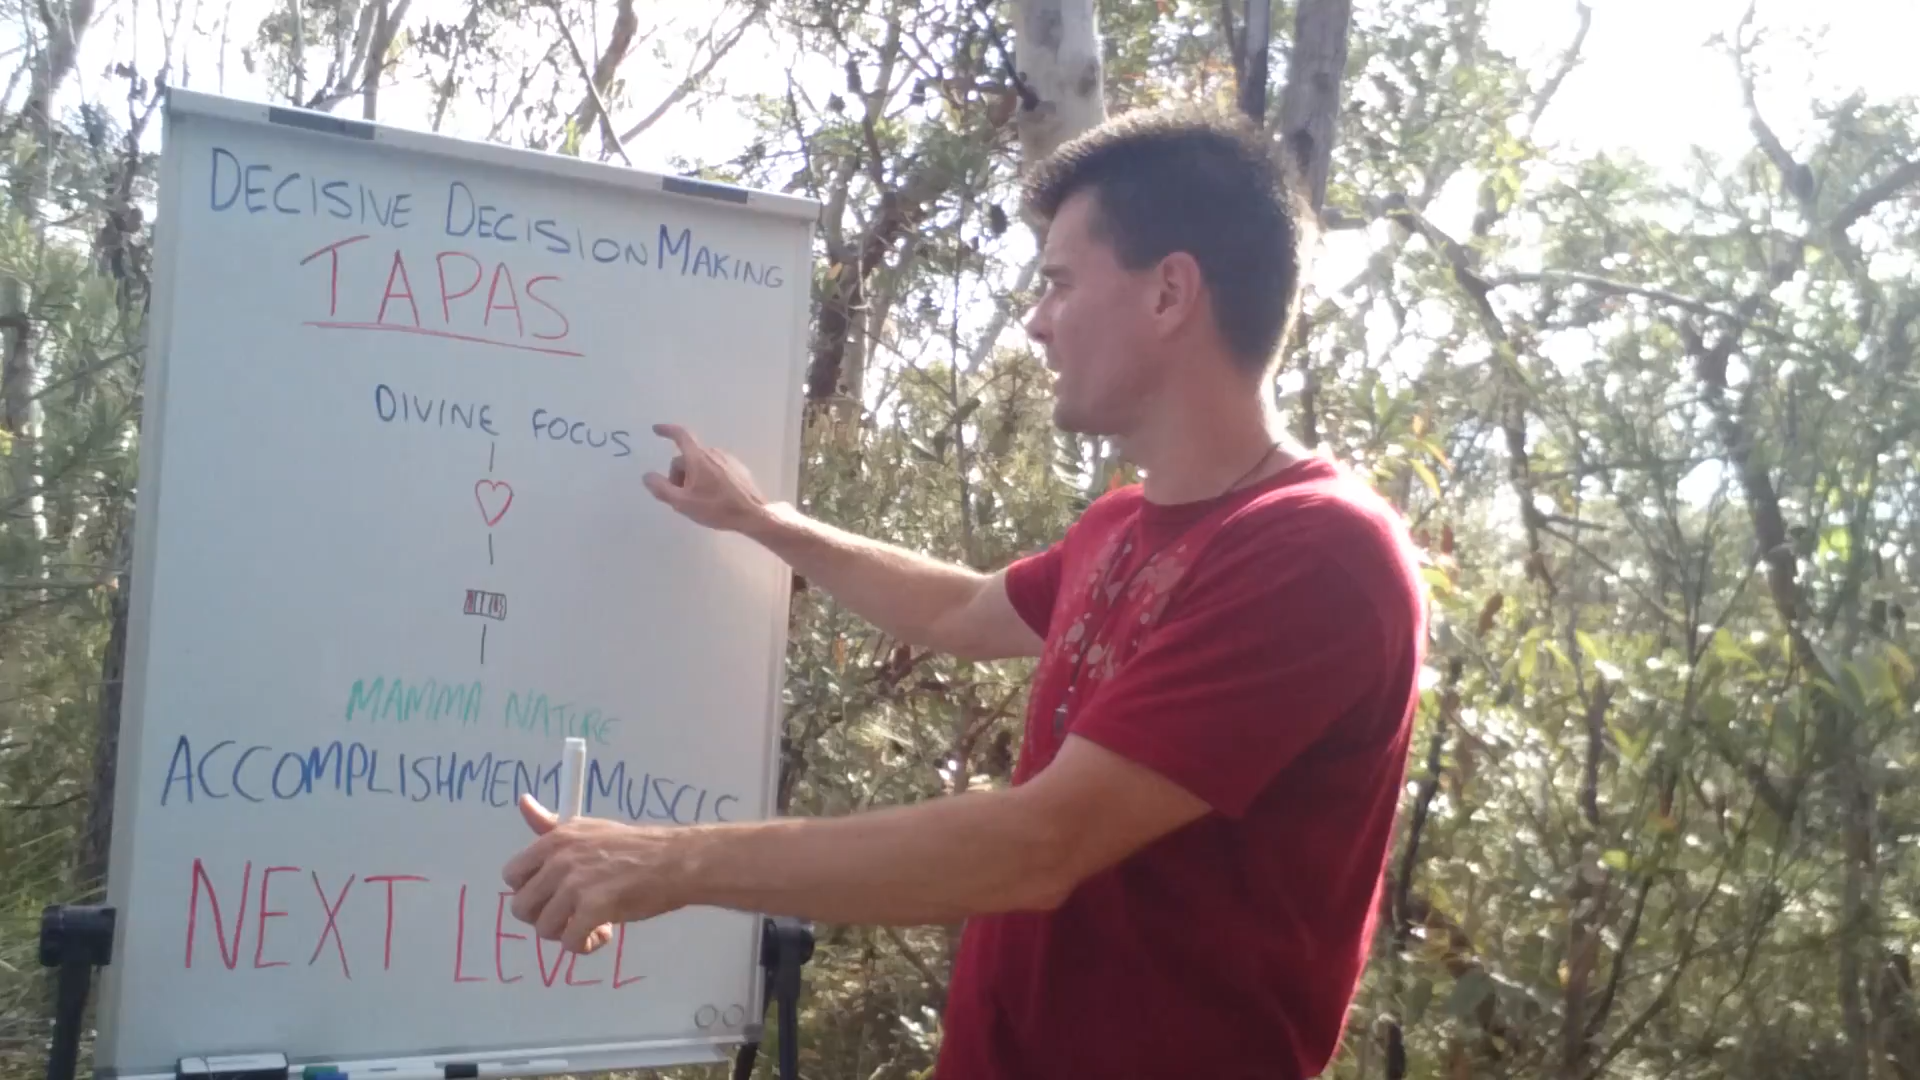 DECISIVE DECISION MAKING
TAPAS
DIVINE FOCUS
MAMMA NATURE
ACCOMPLISHMENT MUSCLE
NEXT LEVEL